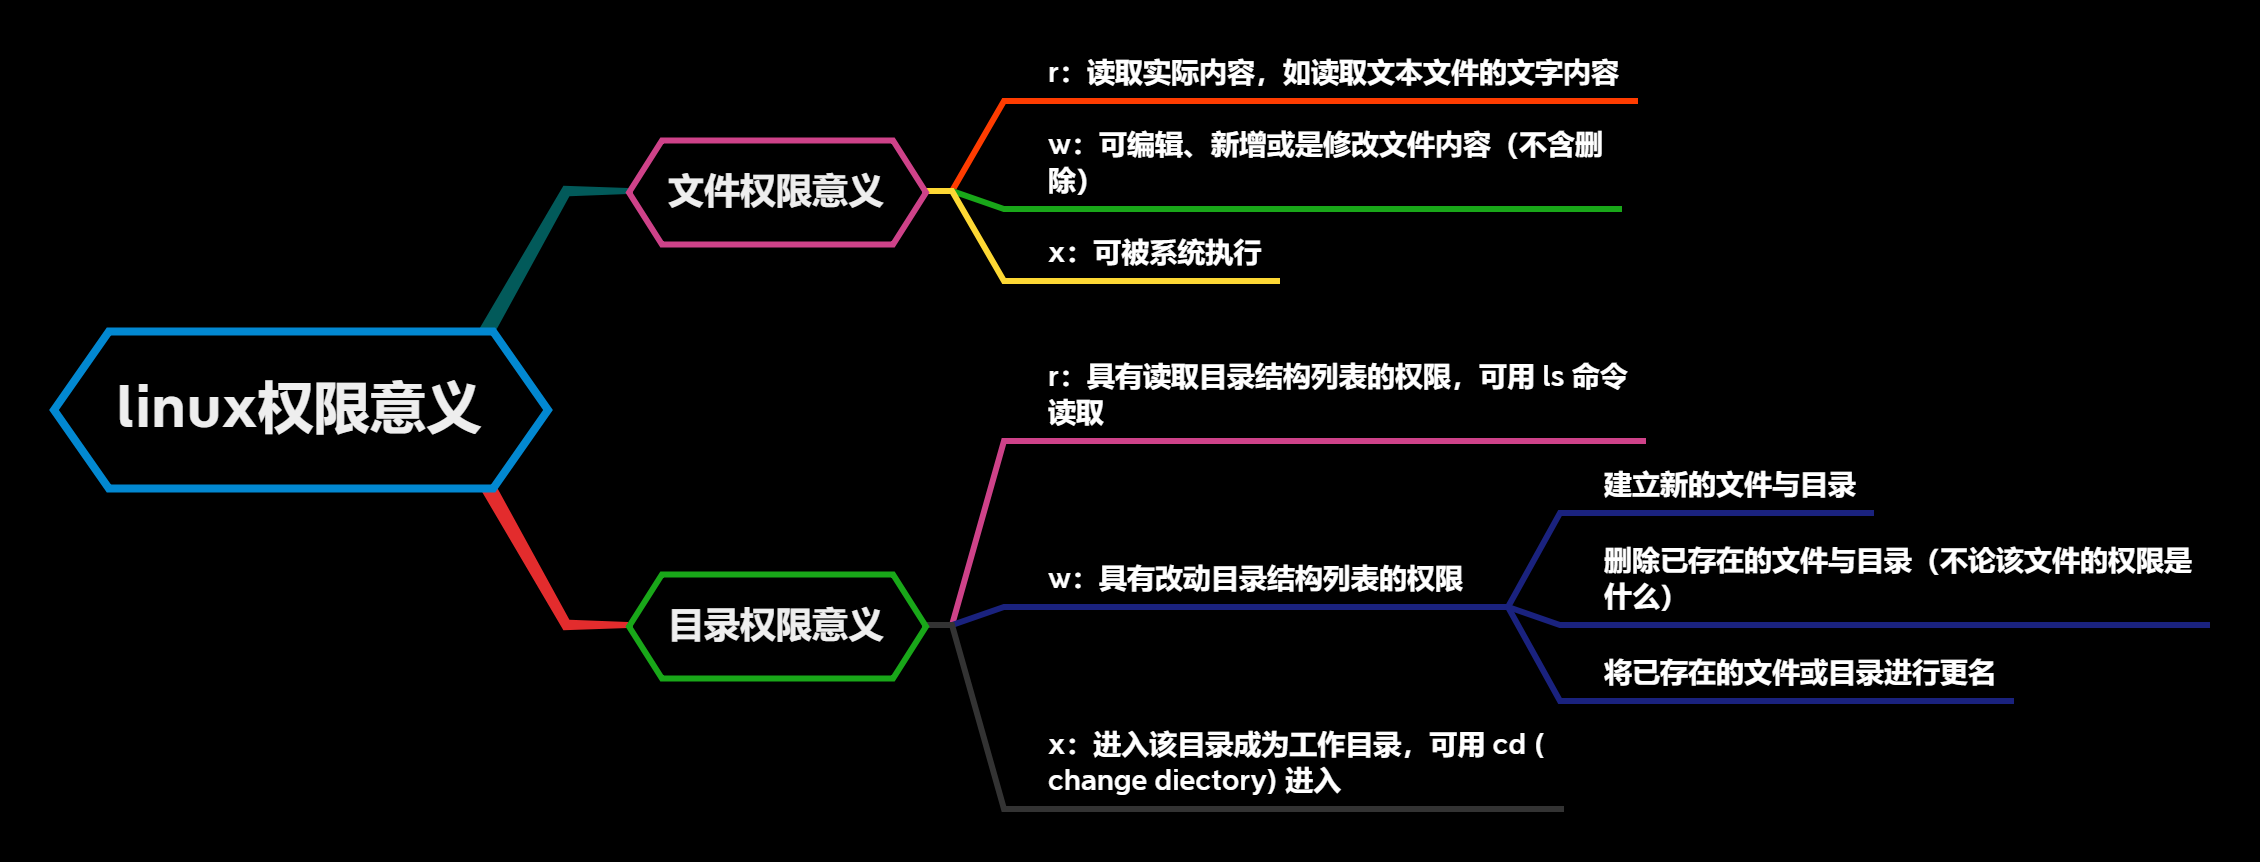 linux权限意义
文件权限意义
r：读取实际内容，如读取文本文件的文字内容
w：可编辑、新增或是修改文件内容（不含删
除）
x：可被系统执行
目录权限意义
r：具有读取目录结构列表的权限，可用 ls 命令
读取
w：具有改动目录结构列表的权限
建立新的文件与目录
删除已存在的文件与目录（不论该文件的权限是
什么）
将已存在的文件或目录进行更名
x：进入该目录成为工作目录，可用 cd (
change diectory) 进入